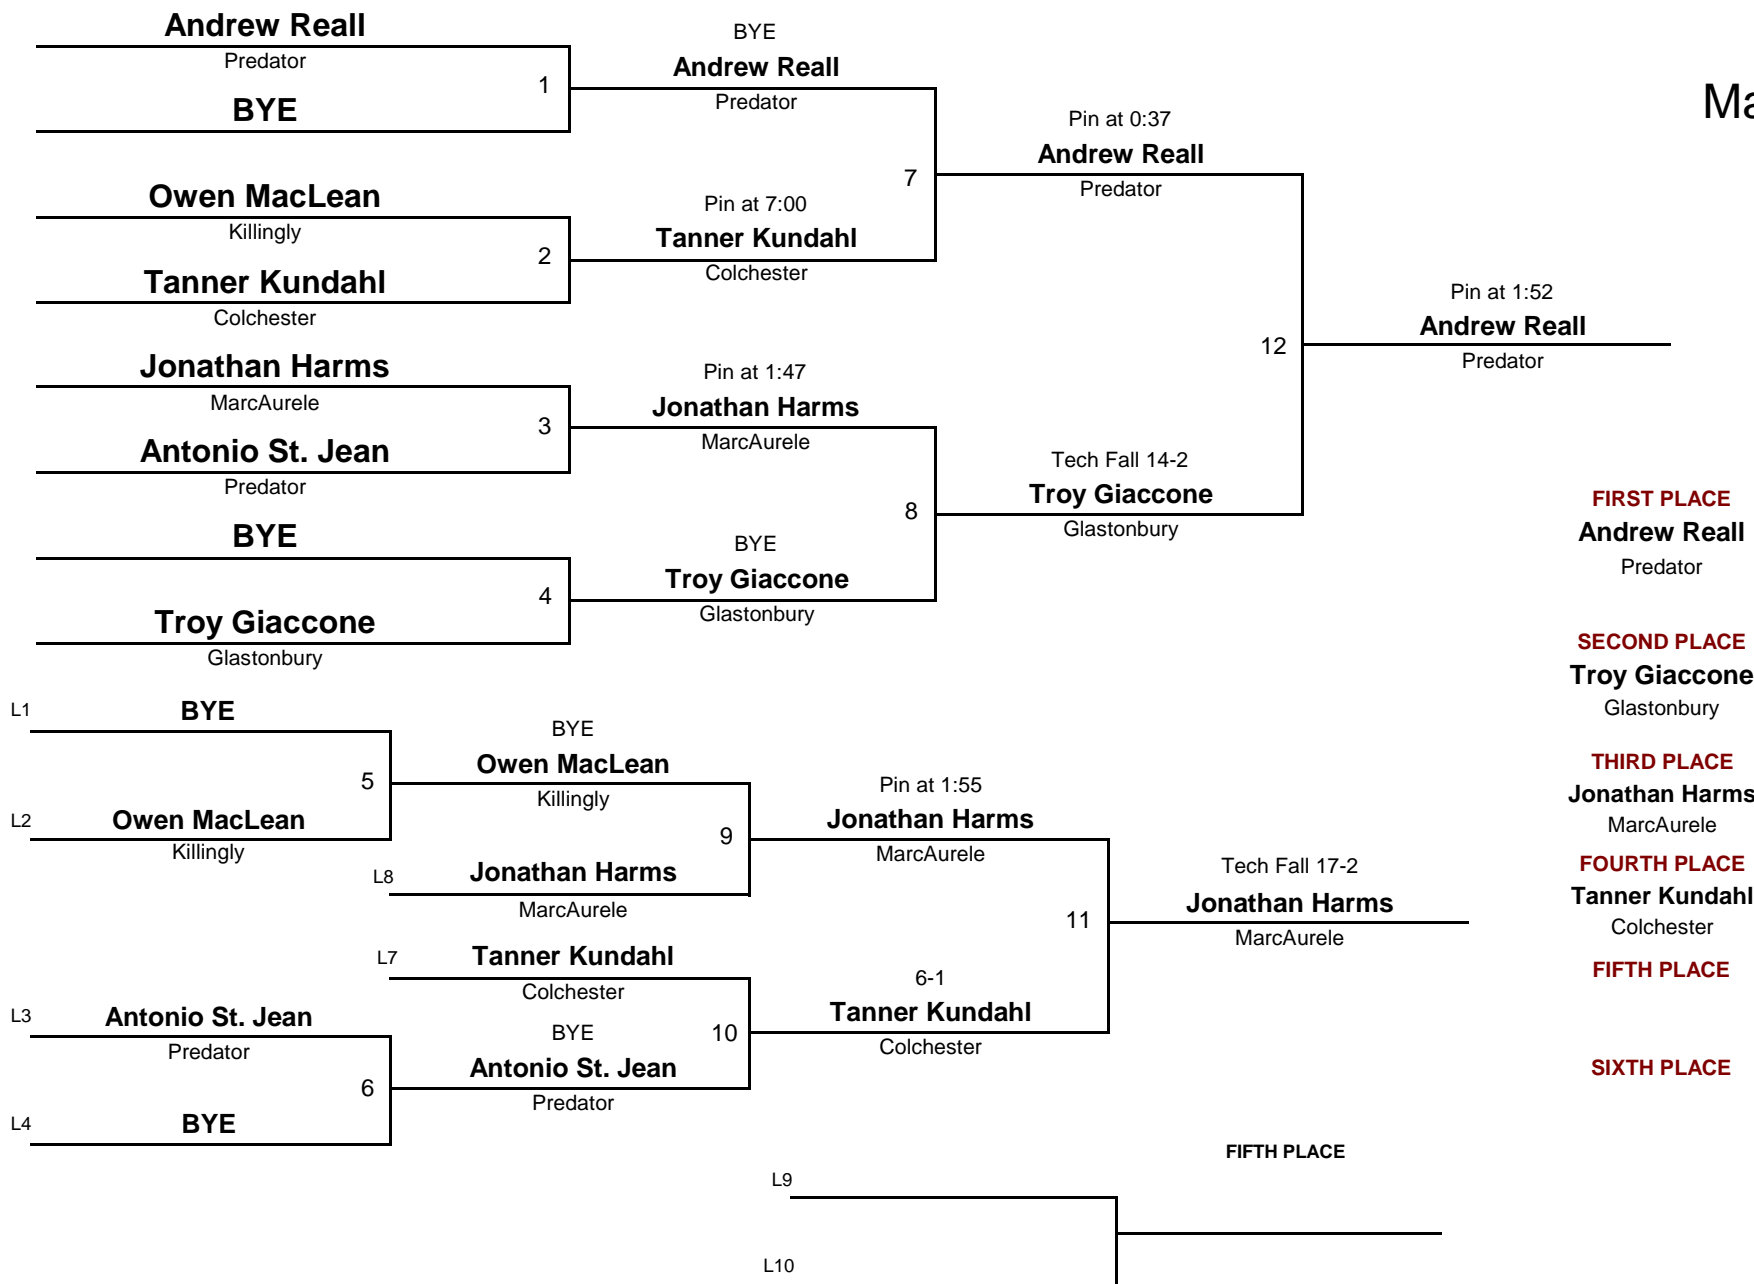 Andrew Reall
Predator
1
BYE
BYE
Andrew Reall
Predator
Owen MacLean
Killingly
2
Tanner Kundahl
Colchester
Pin at 7:00
Tanner Kundahl
Colchester
7
Pin at 0:37
Andrew Reall
Predator
Jonathan Harms
MarcAurele
3
Antonio St. Jean
Predator
Pin at 1:47
Jonathan Harms
MarcAurele
BYE
4
Troy Giaccone
Glastonbury
BYE
Troy Giaccone
Glastonbury
8
Tech Fall 14-2
Troy Giaccone
Glastonbury
12
Pin at 1:52
Andrew Reall
Predator
Ma
FIRST PLACE
Andrew Reall
Predator
SECOND PLACE
Troy Giaccone
Glastonbury
THIRD PLACE
Jonathan Harms
MarcAurele
FOURTH PLACE
Tanner Kundahl
Colchester
FIFTH PLACE
SIXTH PLACE
L1
BYE
5
L2
Owen MacLean
Killingly
BYE
Owen MacLean
Killingly
9
L8
Jonathan Harms
MarcAurele
Pin at 1:55
Jonathan Harms
MarcAurele
L7
Tanner Kundahl
Colchester
L3
Antonio St. Jean
Predator
6
L4
BYE
BYE
Antonio St. Jean
Predator
10
6-1
Tanner Kundahl
Colchester
11
Tech Fall 17-2
Jonathan Harms
MarcAurele
FIFTH PLACE
L9
L10